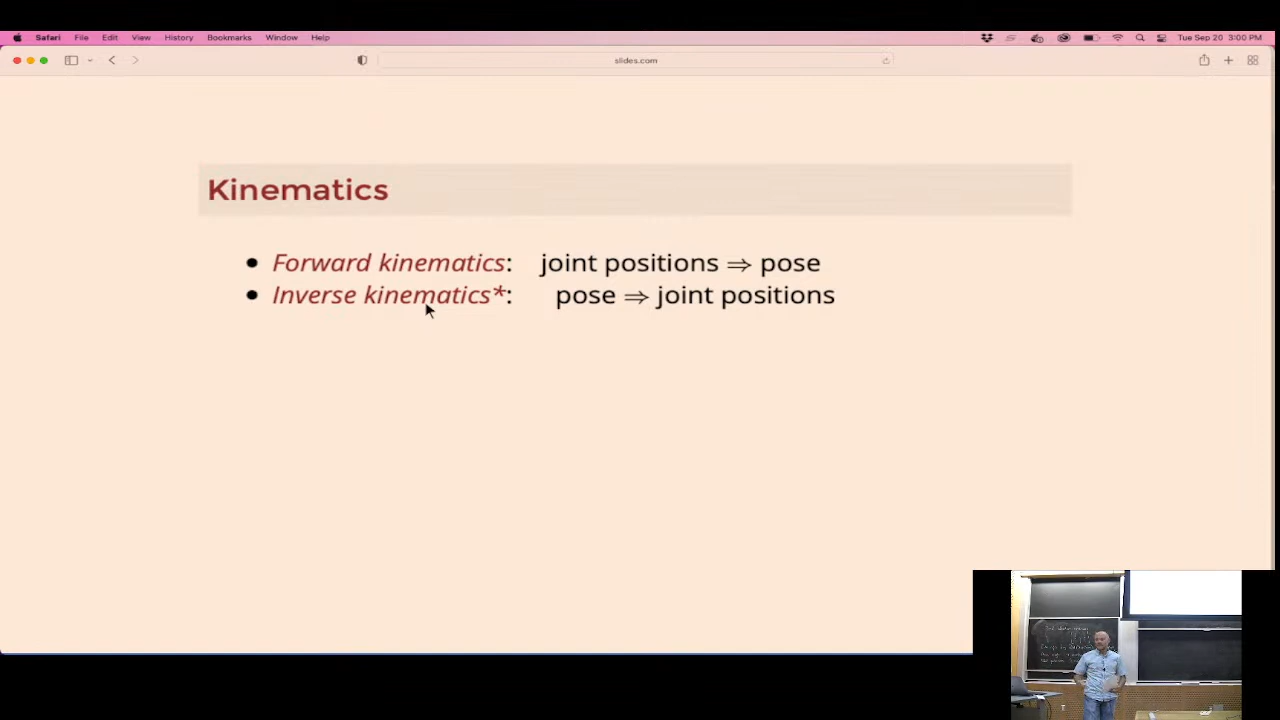 Safari File Edit View History Bookmarks Window Help Tue Sep 20 3:00 PM
slides.com
Kinematics
• Forward kinematics: joint positions ⇒ pose
• Inverse kinematics*: pose ⇒ joint positions